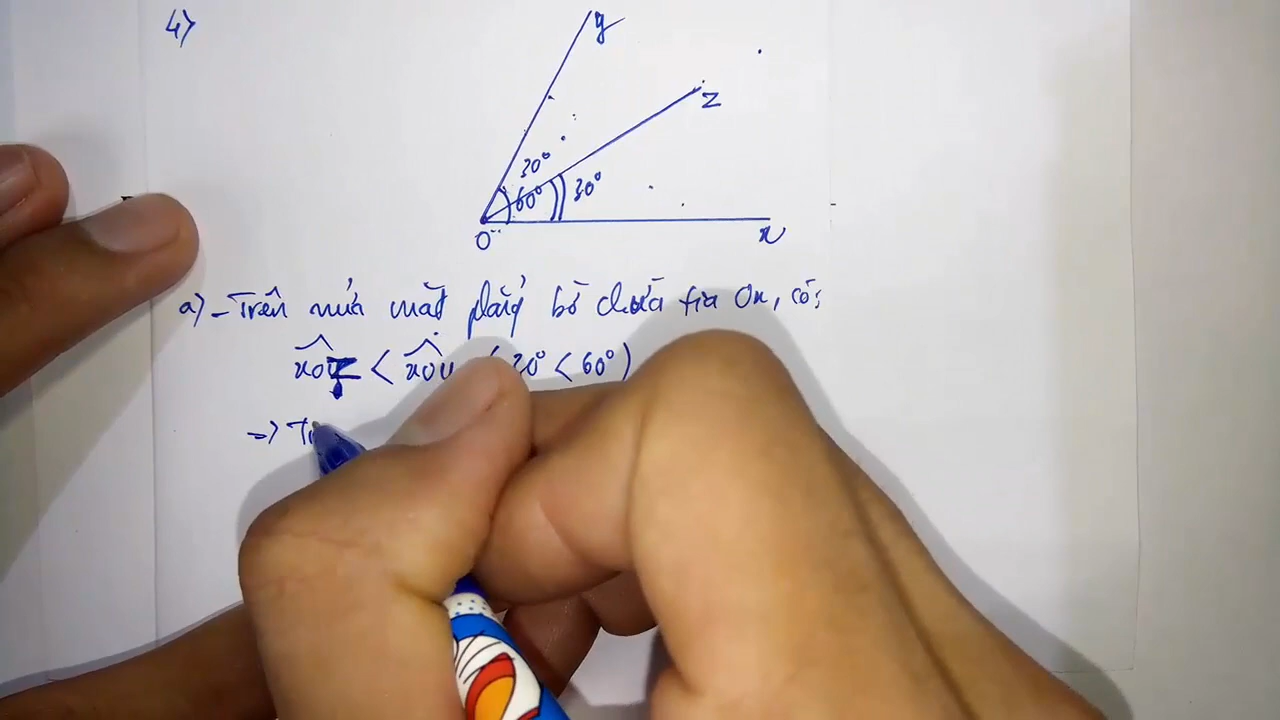 4)
y
z
30°
60°
30°
O
x
a) - Trên nửa mặt phẳng bờ chứa tia Ox, có:
xOz < xOy 30° < 60°)
=> T